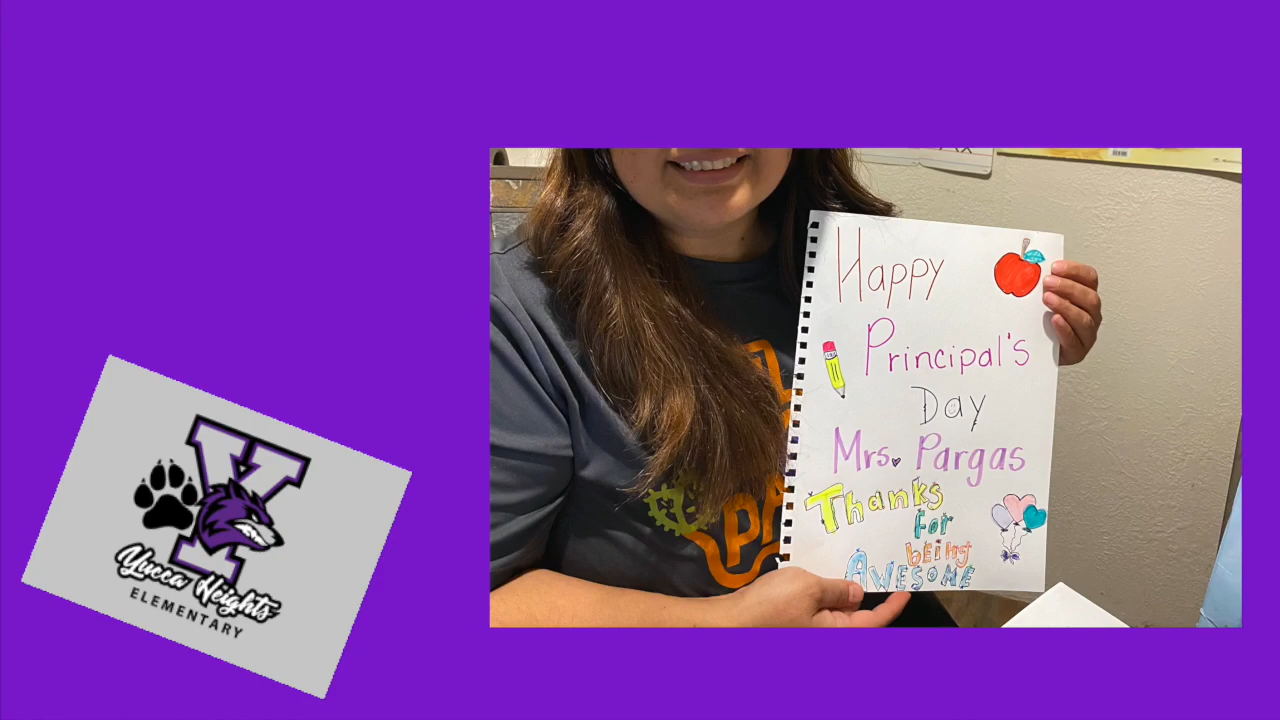 Happy
Principal's
Day
Mrs. Pargas
Thanks
for
being
Awesome
Y
Yucca Heights
ELEMENTARY